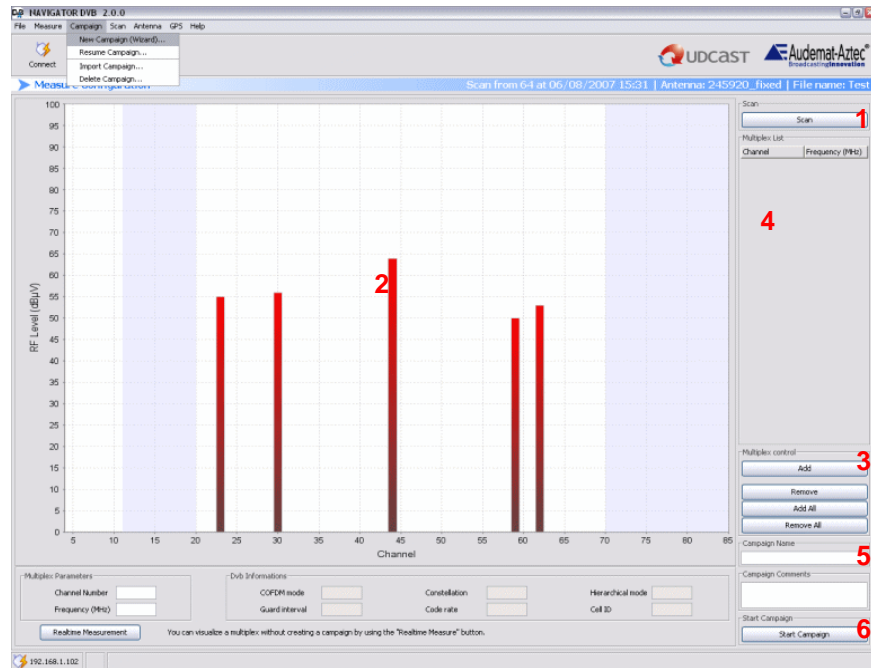 NAVIGATOR DVB 2.0.0
File Measure Campaign Scan Antenna GPS Help
New Campaign (Wizard)...
Resume Campaign...
Import Campaign...
Delete Campaign...
Connect
UDcast
Audemat-Aztec®
Broadcasting Innovation
Measure Configuration
Scan from 64 at 06/08/2007 15:31 | Antenna: 245920_fixed | File name: Test
100
95
90
85
80
75
70
65
60
55
50
45
40
35
30
25
20
15
10
5
0
RF Level (dBµV)
2
5 10 15 20 25 30 35 40 45 50 55 60 65 70 75 80 85
Channel
Scan
Scan 1
Multiplex List
Channel Frequency (MHz)
4
Multiplex control
Add 3
Remove
Add All
Remove All
Campaign Name
5
Campaign Comments
Start Campaign
Start Campaign 6
Multiplex Parameters
Channel Number
Frequency (MHz)
Dvb Informations
COFDM mode Constellation Hierarchical mode
Guard interval Code rate Cell ID
Realtime Measurement You can visualize a multiplex without creating a campaign by using the "Realtime Measure" button.
192.168.1.102